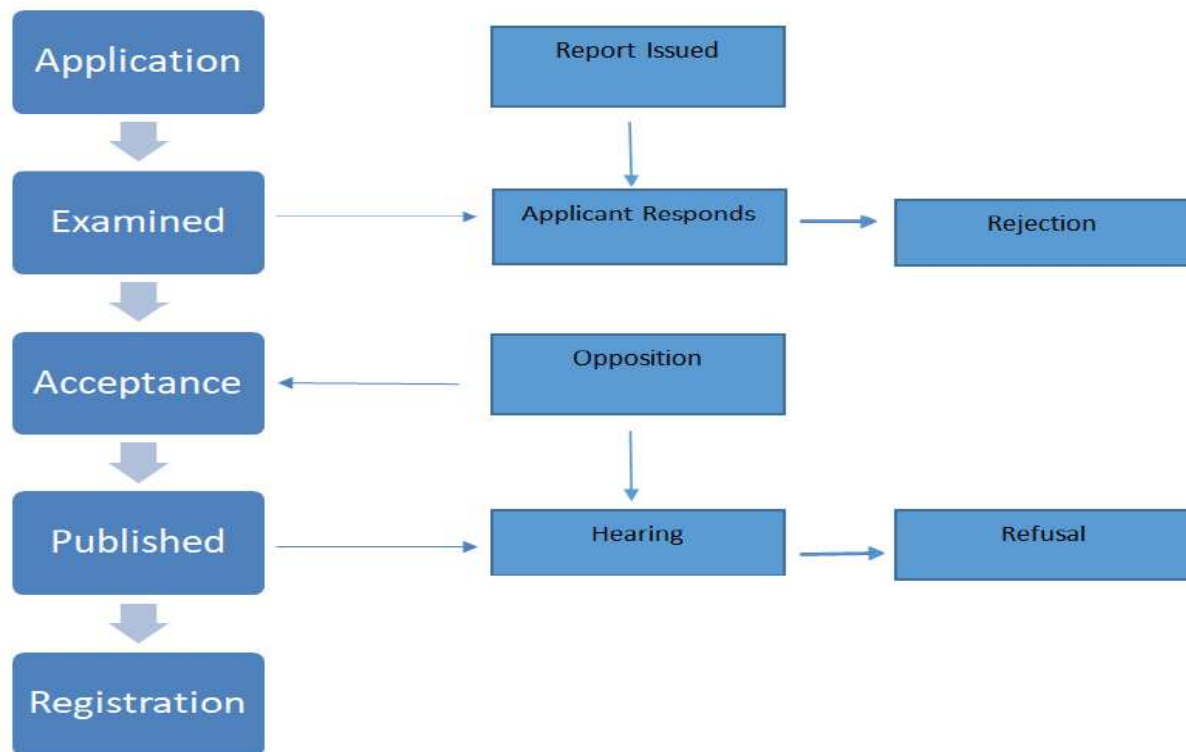 Application
Report Issued
Examined
Applicant Responds
Rejection
Acceptance
Opposition
Published
Hearing
Refusal
Registration